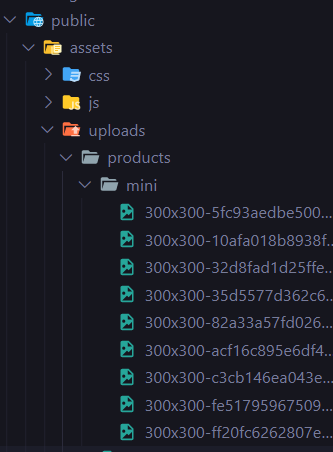 public
assets
css
js
uploads
products
mini
300x300-5fc93aedbe500...
300x300-10afa018b8938f...
300x300-32d8fad1d25ffe...
300x300-35d5577d362c6...
300x300-82a33a57fd026...
300x300-acf16c895e6df4...
300x300-c3cb146ea043e...
300x300-fe51795967509...
300x300-ff20fc6262807e...